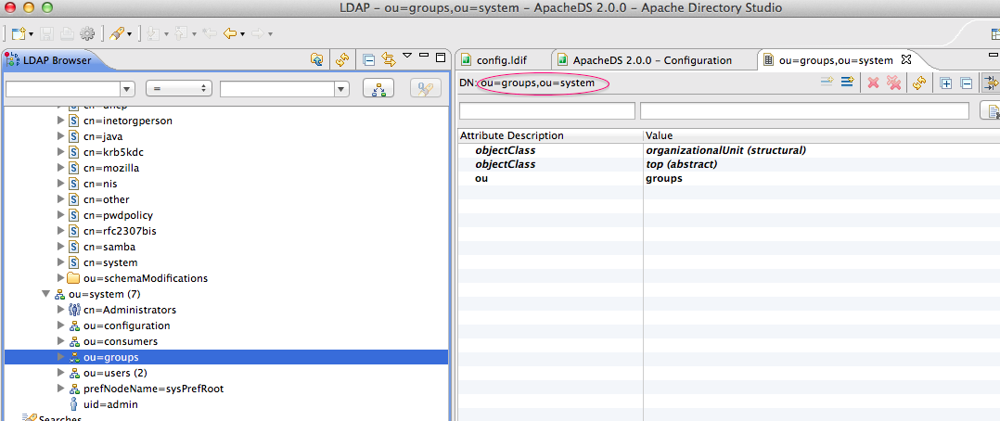 LDAP - ou=groups,ou=system - ApacheDS 2.0.0 - Apache Directory Studio
LDAP Browser
=
cn=inetorgperson
cn=java
cn=krb5kdc
cn=mozilla
cn=nis
cn=other
cn=pwdpolicy
cn=rfc2307bis
cn=samba
cn=system
ou=schemaModifications
ou=system (7)
cn=Administrators
ou=configuration
ou=consumers
ou=groups
ou=users (2)
prefNodeName=sysPrefRoot
uid=admin
Searches
config.ldif
ApacheDS 2.0.0 - Configuration
ou=groups,ou=system
DN: ou=groups,ou=system
Attribute Description Value
objectClass organizationalUnit (structural)
objectClass top (abstract)
ou groups